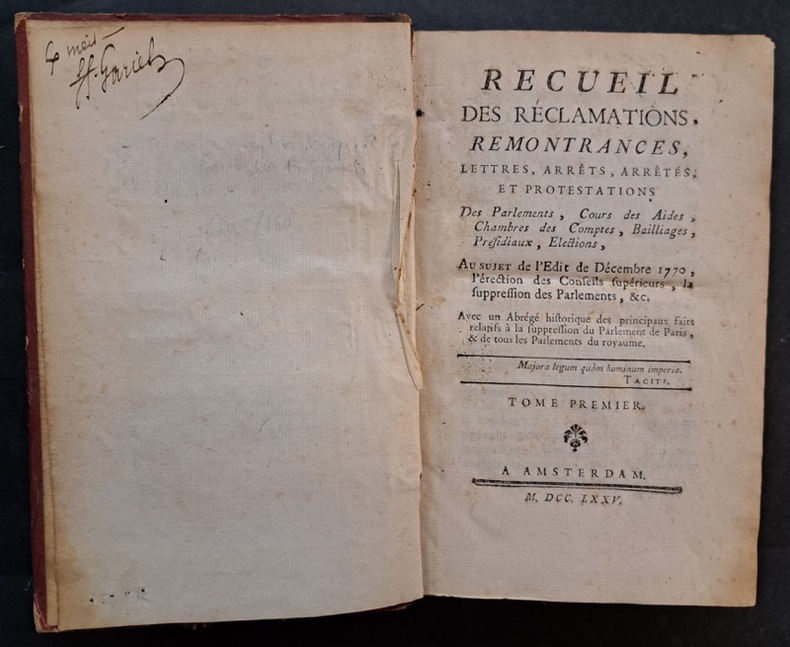 RECUEIL
DES RÉCLAMATIONS,
REMONTRANCES,
LETTRES, ARRÊTS, ARRÊTÉS,
ET PROTESTATIONS
Des Parlements, Cours des Aides,
Chambres des Comptes, Bailliages,
Preſidiaux, Elections,
AU SUJET de l'Edit de Décembre 1770,
l'érection des Conſeils ſupérieurs, la
ſuppreſſion des Parlements, &c.
Avec un Abrégé hiſtorique des principaux faits
relatifs à la ſuppreſſion du Parlement de Paris,
& de tous les Parlements du royaume.
Majora legum quàm hominum imperia.
TACITE.
TOME PREMIER.
A AMSTERDAM.
M. DCC. LXXV.